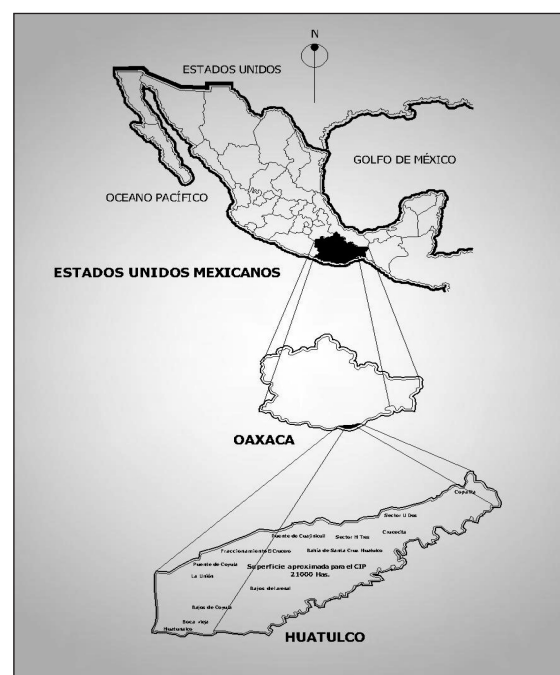 N
ESTADOS UNIDOS
GOLFO DE MÉXICO
OCEANO PACÍFICO
ESTADOS UNIDOS MEXICANOS
OAXACA
Copalita
Sector U Dos
Crucecita
Puente de Cuajinicuil
Sector H Tres
Fraccionamiento El Crucero
Bahía de Santa Cruz Huatulco
Puente de Coyula
Superficie aproximada para el CIP
21000 Has.
La Unión
Bajos del arenal
Bajos de Coyula
Boca vieja
Huatunalco
HUATULCO